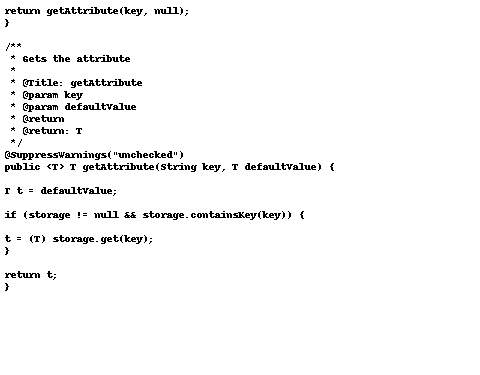 return getAttribute(key, null);
}
/**
* Gets the attribute
*
* @Title: getAttribute
* @param key
* @param defaultValue
* @return
* @return: T
*/
@SuppressWarnings("unchecked")
public <T> T getAttribute(String key, T defaultValue) {
T t = defaultValue;
if (storage != null && storage.containsKey(key)) {
t = (T) storage.get(key);
}
return t;
}